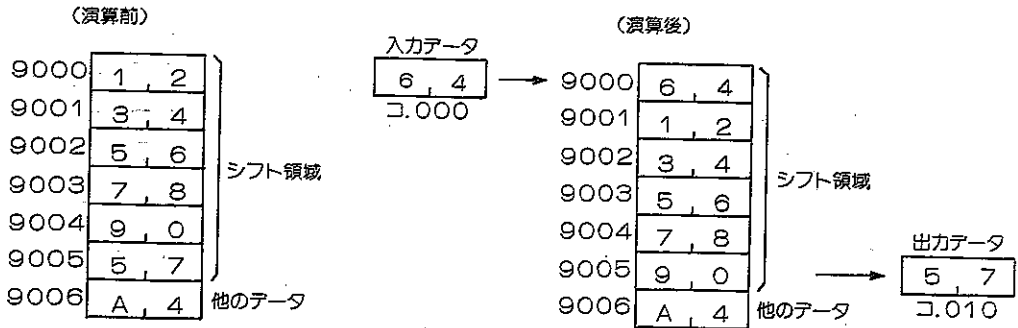 （演算前）
9000 1 2
9001 3 4
9002 5 6
9003 7 8
9004 9 0
9005 5 7
シフト領域
9006 A 4 他のデータ
入力データ
6 4
コ.000
（演算後）
9000 6 4
9001 1 2
9002 3 4
9003 5 6
9004 7 8
9005 9 0
シフト領域
9006 A 4 他のデータ
出力データ
5 7
コ.010